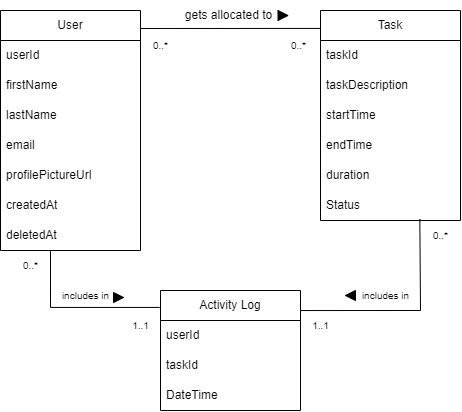 gets allocated to
User
Task
0..*
0..*
userId
firstName
lastName
email
profilePictureUrl
createdAt
deletedAt
taskId
taskDescription
startTime
endTime
duration
Status
0..*
0..*
includes in
includes in
Activity Log
1..1
1..1
userId
taskId
DateTime